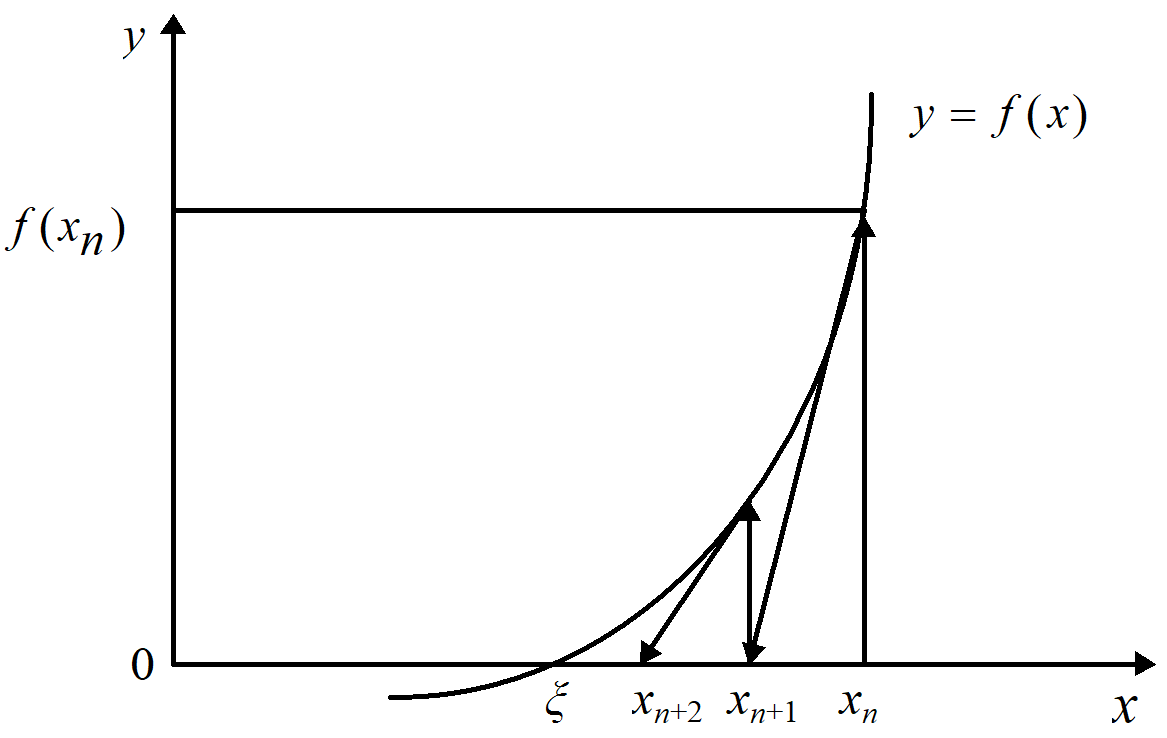 y
y = f(x)
f(xₙ)
0
ξ
xₙ₊₂
xₙ₊₁
xₙ
x